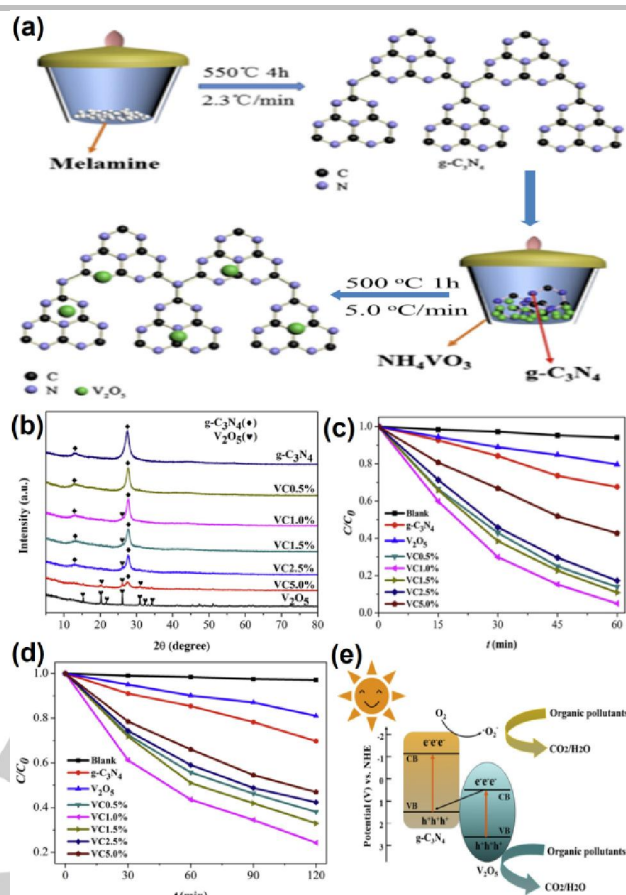 (a)
550℃ 4h
2.3℃/min
Melamine
g-C₃N₄
C
N
500 °C 1h
5.0 °C/min
NH₄VO₃
g-C₃N₄
C
N V₂O₅
(b)
g-C₃N₄(♦)
V₂O₅(♥)
g-C₃N₄
VC0.5%
VC1.0%
VC1.5%
VC2.5%
VC5.0%
V₂O₅
Intensity (a.u.)
10 20 30 40 50 60 70 80
2θ (degree)
(c)
C/C₀
1.0
0.8
0.6
0.4
0.2
0.0
Blank
g-C₃N₄
V₂O₅
VC0.5%
VC1.0%
VC1.5%
VC2.5%
VC5.0%
0 15 30 45 60
t (min)
(d)
C/C₀
1.0
0.8
0.6
0.4
0.2
Blank
g-C₃N₄
V₂O₅
VC0.5%
VC1.0%
VC1.5%
VC2.5%
VC5.0%
0 30 60 90 120
(e)
O₂
·O₂⁻
Organic pollutants
CO2/H2O
Potential (V) vs. NHE
-2
-1
0
1
2
3
e⁻e⁻e⁻
CB
VB
h⁺h⁺h⁺
g-C₃N₄
e⁻e⁻e⁻
CB
VB
h⁺h⁺h⁺
V₂O₅
Organic pollutants
CO2/H2O